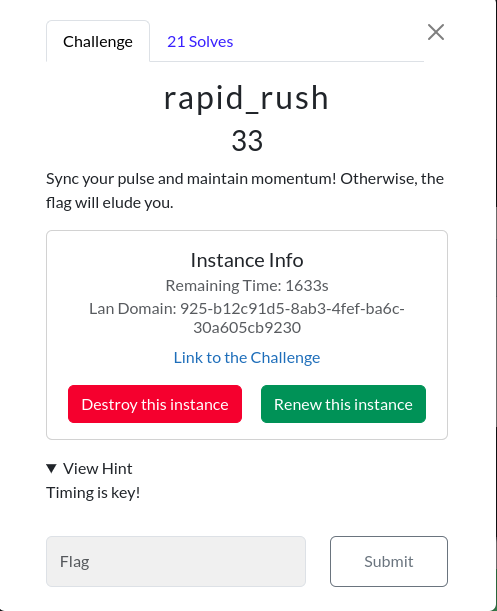 Challenge
21 Solves
rapid_rush
33
Sync your pulse and maintain momentum! Otherwise, the
flag will elude you.
Instance Info
Remaining Time: 1633s
Lan Domain: 925-b12c91d5-8ab3-4fef-ba6c-
30a605cb9230
Link to the Challenge
Destroy this instance
Renew this instance
View Hint
Timing is key!
Flag
Submit